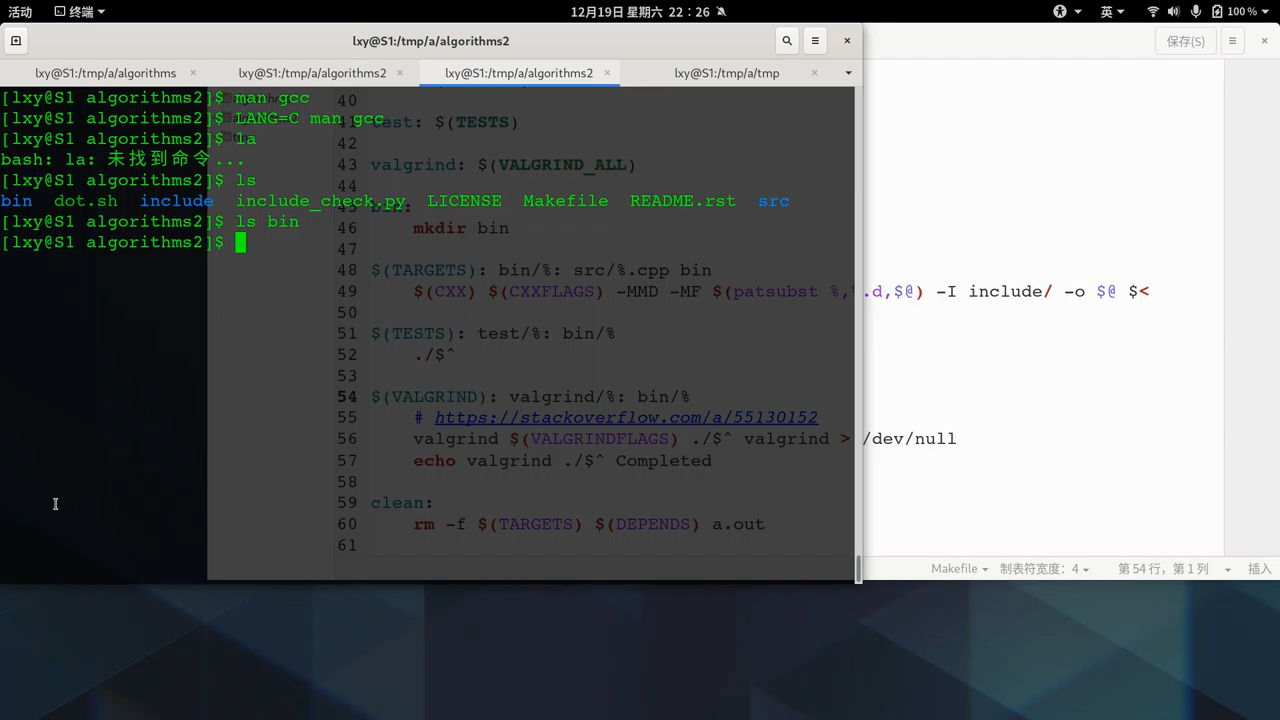 活动 终端 12月19日 星期六 22：26 英 100 %
lxy@S1:/tmp/a/algorithms2 保存(S)
lxy@S1:/tmp/a/algorithms lxy@S1:/tmp/a/algorithms2 lxy@S1:/tmp/a/algorithms2 lxy@S1:/tmp/a/tmp
[lxy@S1 algorithms2]$ man gcc
[lxy@S1 algorithms2]$ LANG=C man gcc
[lxy@S1 algorithms2]$ la
bash: la: 未找到命令...
[lxy@S1 algorithms2]$ ls
bin dot.sh include include_check.py LICENSE Makefile README.rst src
[lxy@S1 algorithms2]$ ls bin
[lxy@S1 algorithms2]$
40
test: $(TESTS)
42
43 valgrind: $(VALGRIND_ALL)
44
46 mkdir bin
47
48 $(TARGETS): bin/%: src/%.cpp bin
49 $(CXX) $(CXXFLAGS) -MMD -MF $(patsubst %,%.d,$@) -I include/ -o $@ $<
50
51 $(TESTS): test/%: bin/%
52 ./$^
53
54 $(VALGRIND): valgrind/%: bin/%
55 # https://stackoverflow.com/a/55130152
56 valgrind $(VALGRINDFLAGS) ./$^ valgrind > /dev/null
57 echo valgrind ./$^ Completed
58
59 clean:
60 rm -f $(TARGETS) $(DEPENDS) a.out
61
Makefile 制表符宽度：4 第 54 行，第 1 列 插入